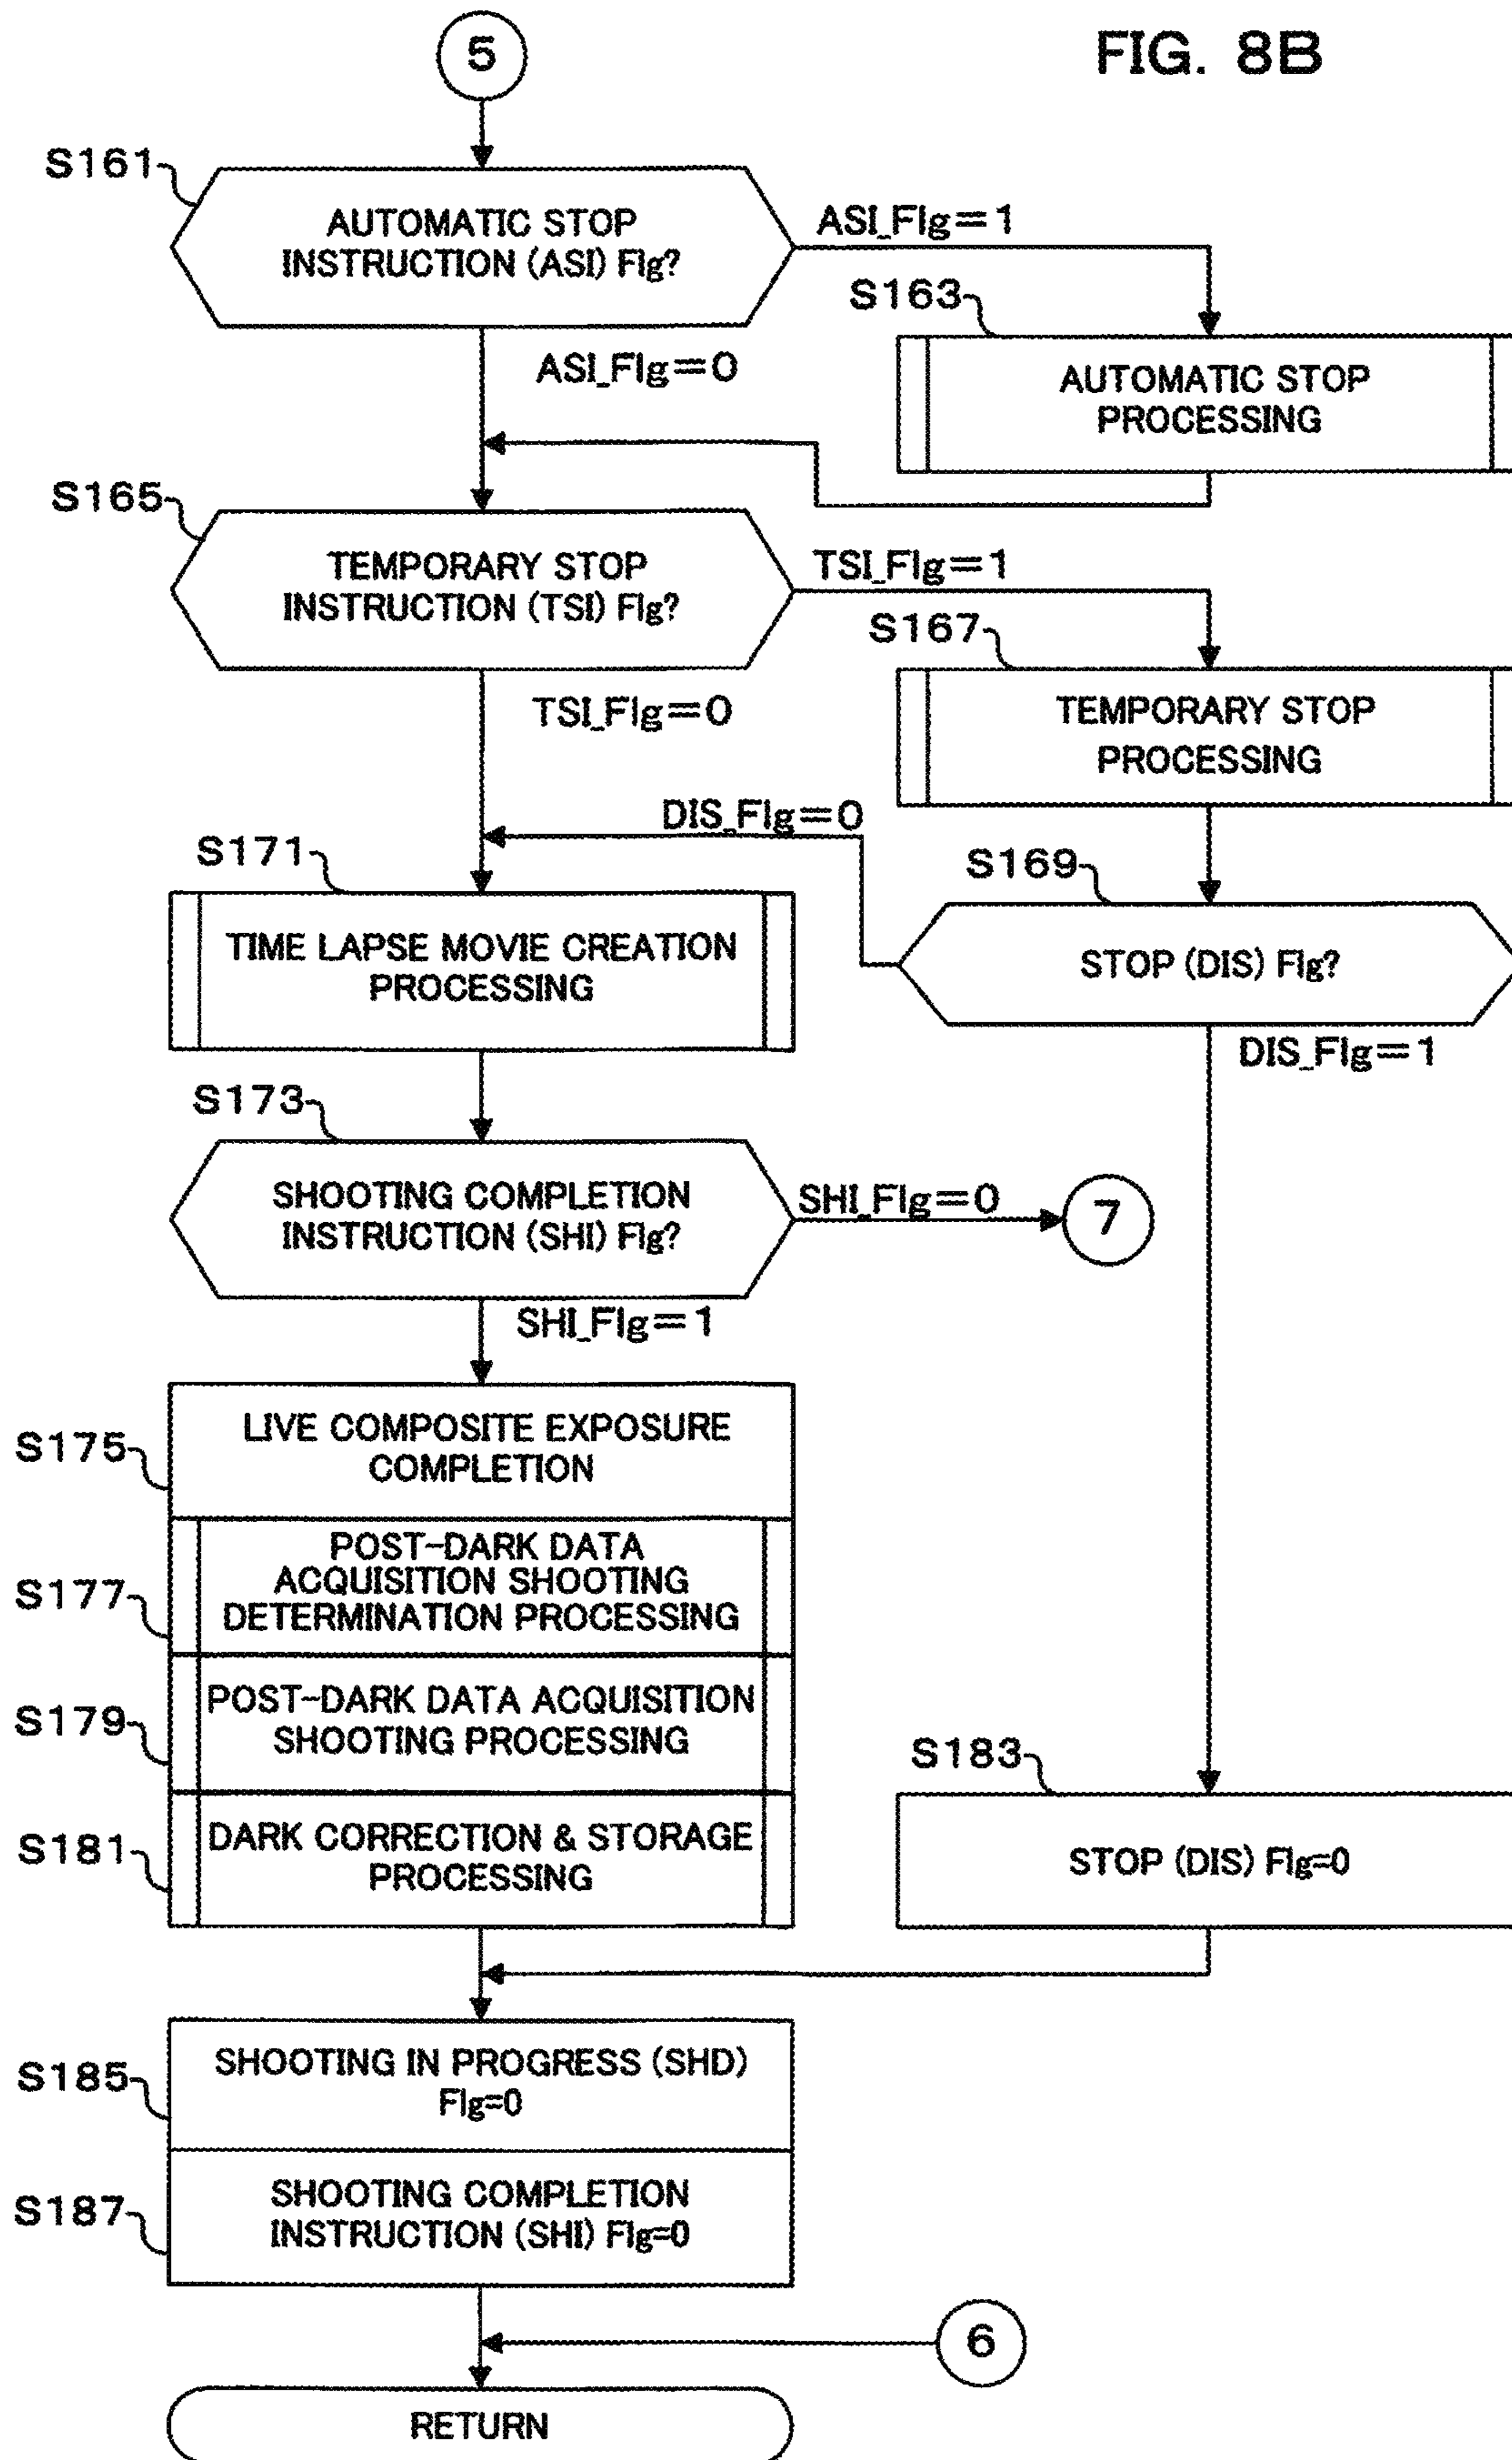 FIG. 8B
5
S161
AUTOMATIC STOP
INSTRUCTION (ASI) Flg?
ASI_Flg=1
ASI_Flg=0
S163
AUTOMATIC STOP
PROCESSING
S165
TEMPORARY STOP
INSTRUCTION (TSI) Flg?
TSI_Flg=1
TSI_Flg=0
S167
TEMPORARY STOP
PROCESSING
DIS_Flg=0
S169
STOP (DIS) Flg?
DIS_Flg=1
S171
TIME LAPSE MOVIE CREATION
PROCESSING
S173
SHOOTING COMPLETION
INSTRUCTION (SHI) Flg?
SHI_Flg=0
7
SHI_Flg=1
S175
LIVE COMPOSITE EXPOSURE
COMPLETION
S177
POST-DARK DATA
ACQUISITION SHOOTING
DETERMINATION PROCESSING
S179
POST-DARK DATA ACQUISITION
SHOOTING PROCESSING
S181
DARK CORRECTION & STORAGE
PROCESSING
S183
STOP (DIS) Flg=0
S185
SHOOTING IN PROGRESS (SHD)
Flg=0
S187
SHOOTING COMPLETION
INSTRUCTION (SHI) Flg=0
6
RETURN